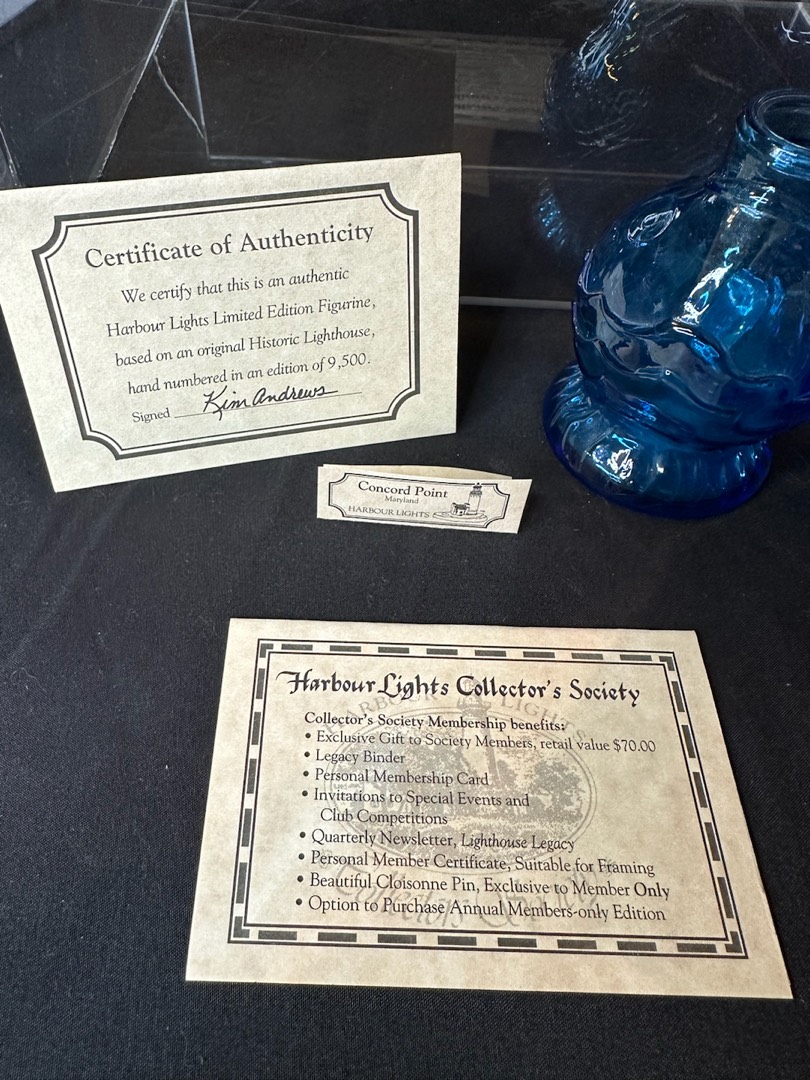 Certificate of Authenticity
We certify that this is an authentic
Harbour Lights Limited Edition Figurine,
based on an original Historic Lighthouse,
hand numbered in an edition of 9,500.
Signed Kim Andrews
Concord Point
Maryland
HARBOUR LIGHTS
Harbour Lights Collector's Society
HARBOUR LIGHTS
Collector's Society Membership benefits:
• Exclusive Gift to Society Members, retail value $70.00
• Legacy Binder
• Personal Membership Card
• Invitations to Special Events and
Club Competitions
• Quarterly Newsletter, Lighthouse Legacy
• Personal Member Certificate, Suitable for Framing
• Beautiful Cloisonne Pin, Exclusive to Member Only
• Option to Purchase Annual Members-only Edition
Collectors Society